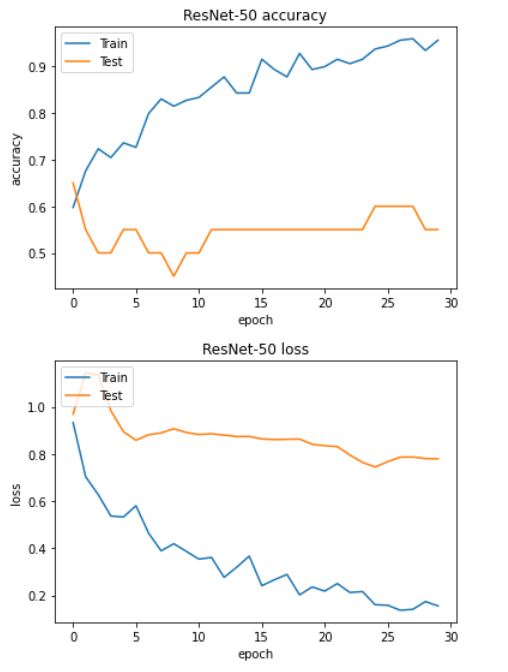 ResNet-50 accuracy
Train
Test
0.9
0.8
0.7
0.6
0.5
accuracy
0 5 10 15 20 25 30
epoch
ResNet-50 loss
Train
Test
1.0
0.8
0.6
0.4
0.2
loss
0 5 10 15 20 25 30
epoch